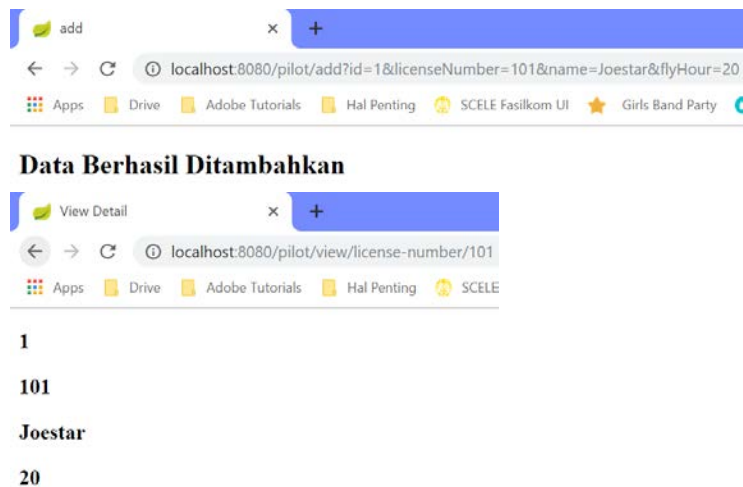 add
localhost:8080/pilot/add?id=1&licenseNumber=101&name=Joestar&flyHour=20
Apps Drive Adobe Tutorials Hal Penting SCELE Fasilkom UI Girls Band Party
Data Berhasil Ditambahkan
View Detail
localhost:8080/pilot/view/license-number/101
Apps Drive Adobe Tutorials Hal Penting SCELE
1
101
Joestar
20